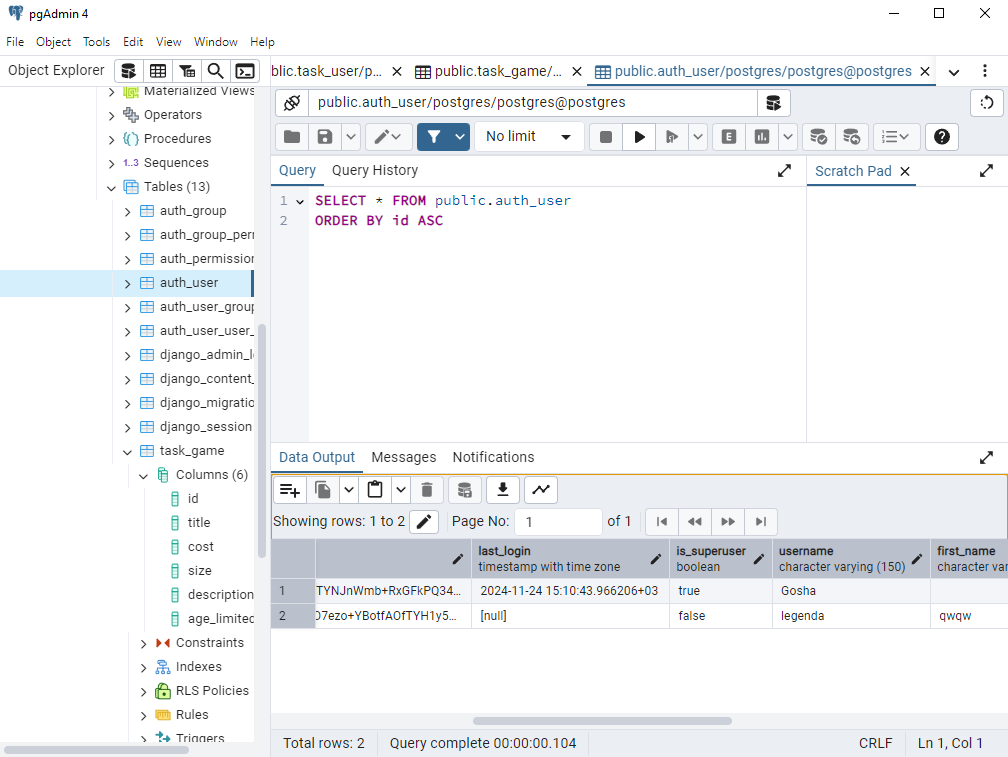 pgAdmin 4
File Object Tools Edit View Window Help
Object Explorer
blic.task_user/p... public.task_game/... public.auth_user/postgres/postgres@postgres
public.auth_user/postgres/postgres@postgres
No limit
E
Query Query History
Scratch Pad
1 SELECT * FROM public.auth_user
2 ORDER BY id ASC
Materialized Views
Operators
Procedures
1..3 Sequences
Tables (13)
auth_group
auth_group_perr
auth_permission
auth_user
auth_user_group
auth_user_user_
django_admin_l
django_content_
django_migratio
django_session
task_game
Columns (6)
id
title
cost
size
description
age_limited
Constraints
Indexes
RLS Policies
Rules
Triggers
Data Output Messages Notifications
Showing rows: 1 to 2 Page No: 1 of 1
last_login is_superuser username first_name
timestamp with time zone boolean character varying (150) character var
1 TYNJnWmb+RxGFkPQ34... 2024-11-24 15:10:43.966206+03 true Gosha
2 D7ezo+YBotfAOfTYH1y5... [null] false legenda qwqw
Total rows: 2 Query complete 00:00:00.104 CRLF Ln 1, Col 1